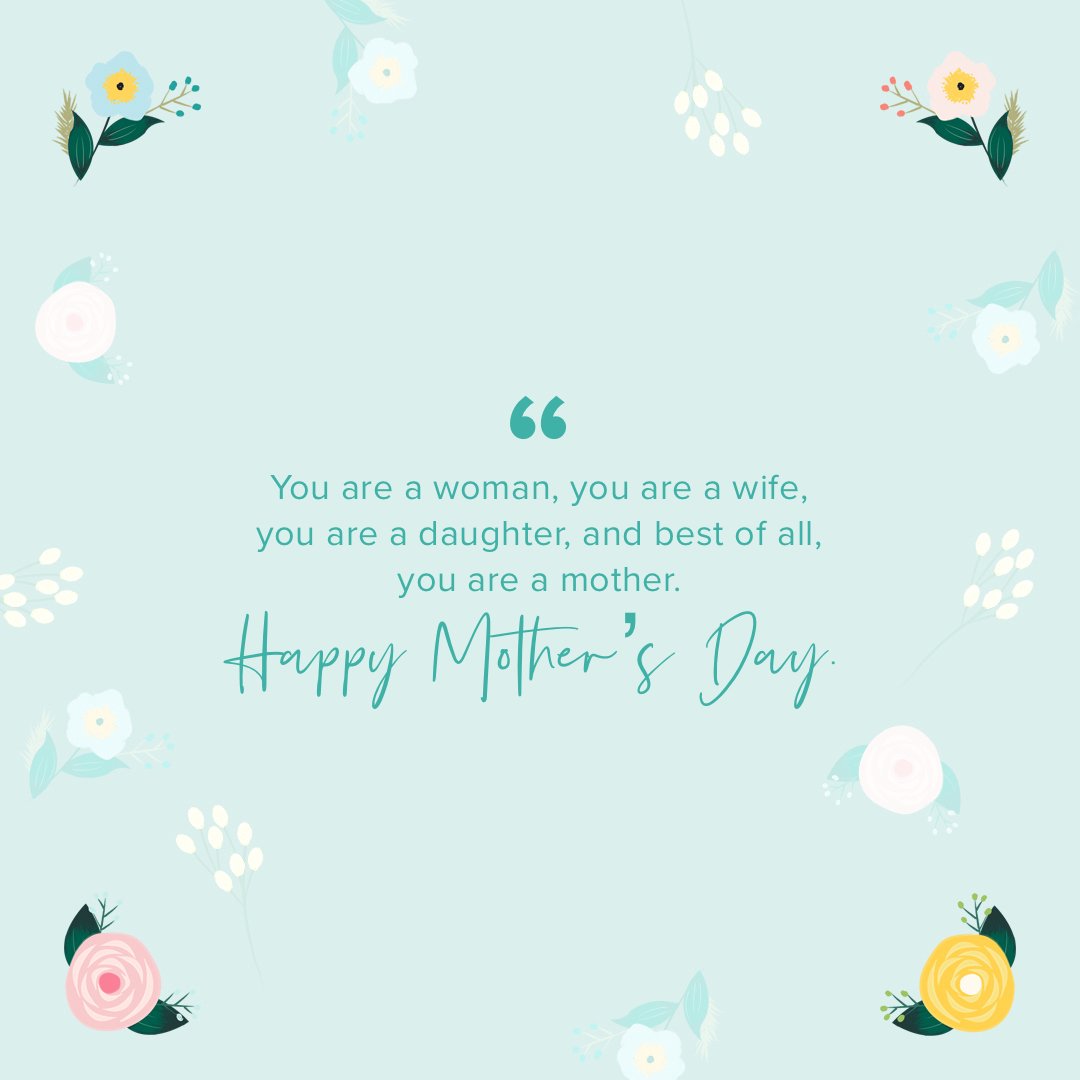 “
You are a woman, you are a wife,
you are a daughter, and best of all,
you are a mother.
Happy Mother’s Day.